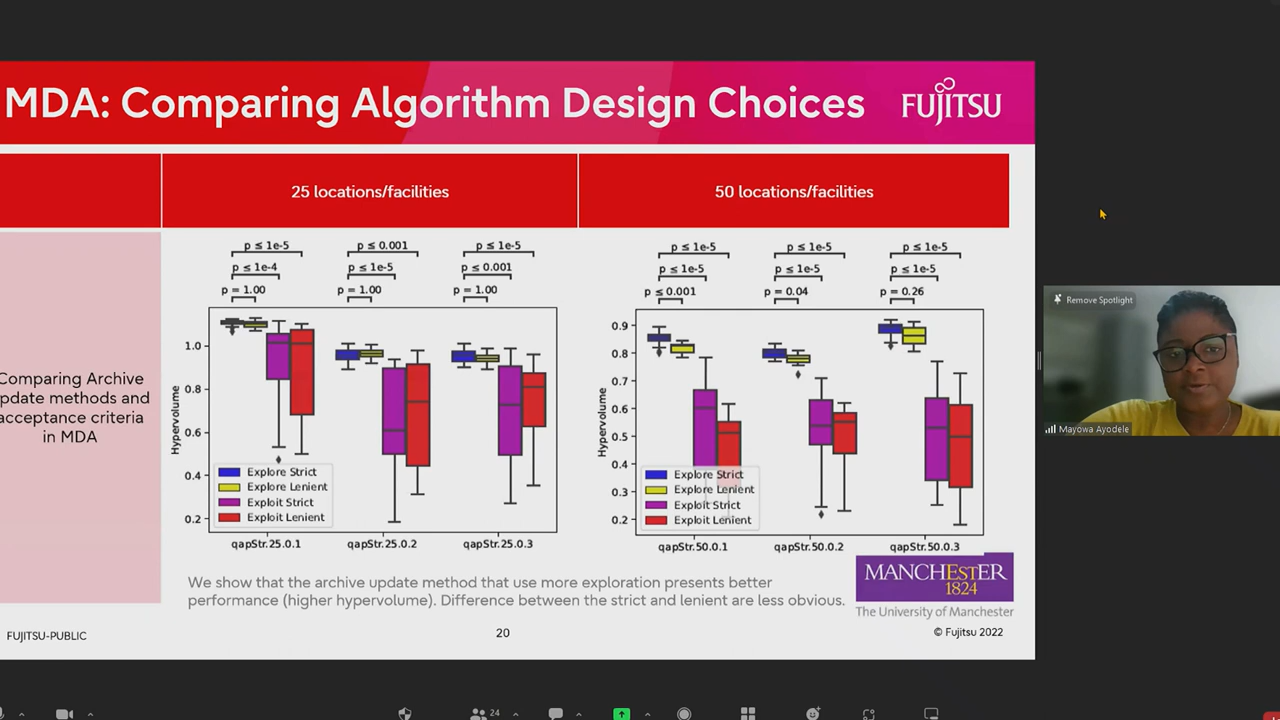 MDA: Comparing Algorithm Design Choices
FUJITSU
25 locations/facilities
50 locations/facilities
Comparing Archive
update methods and
acceptance criteria
in MDA
p ≤ 1e-5
p ≤ 0.001
p ≤ 1e-5
p ≤ 1e-4
p ≤ 1e-5
p ≤ 0.001
p = 1.00
p = 1.00
p = 1.00
Hypervolume
1.0
0.8
0.6
0.4
0.2
Explore Strict
Explore Lenient
Exploit Strict
Exploit Lenient
qapStr.25.0.1
qapStr.25.0.2
qapStr.25.0.3
p ≤ 1e-5
p ≤ 1e-5
p ≤ 1e-5
p ≤ 1e-5
p ≤ 1e-5
p ≤ 1e-5
p ≤ 0.001
p = 0.04
p = 0.26
Hypervolume
0.9
0.8
0.7
0.6
0.5
0.4
0.3
0.2
Explore Strict
Explore Lenient
Exploit Strict
Exploit Lenient
qapStr.50.0.1
qapStr.50.0.2
qapStr.50.0.3
We show that the archive update method that use more exploration presents better
performance (higher hypervolume). Difference between the strict and lenient are less obvious.
MANCHEStER
1824
The University of Manchester
FUJITSU-PUBLIC
20
© Fujitsu 2022
Remove Spotlight
Mayowa Ayodele
24